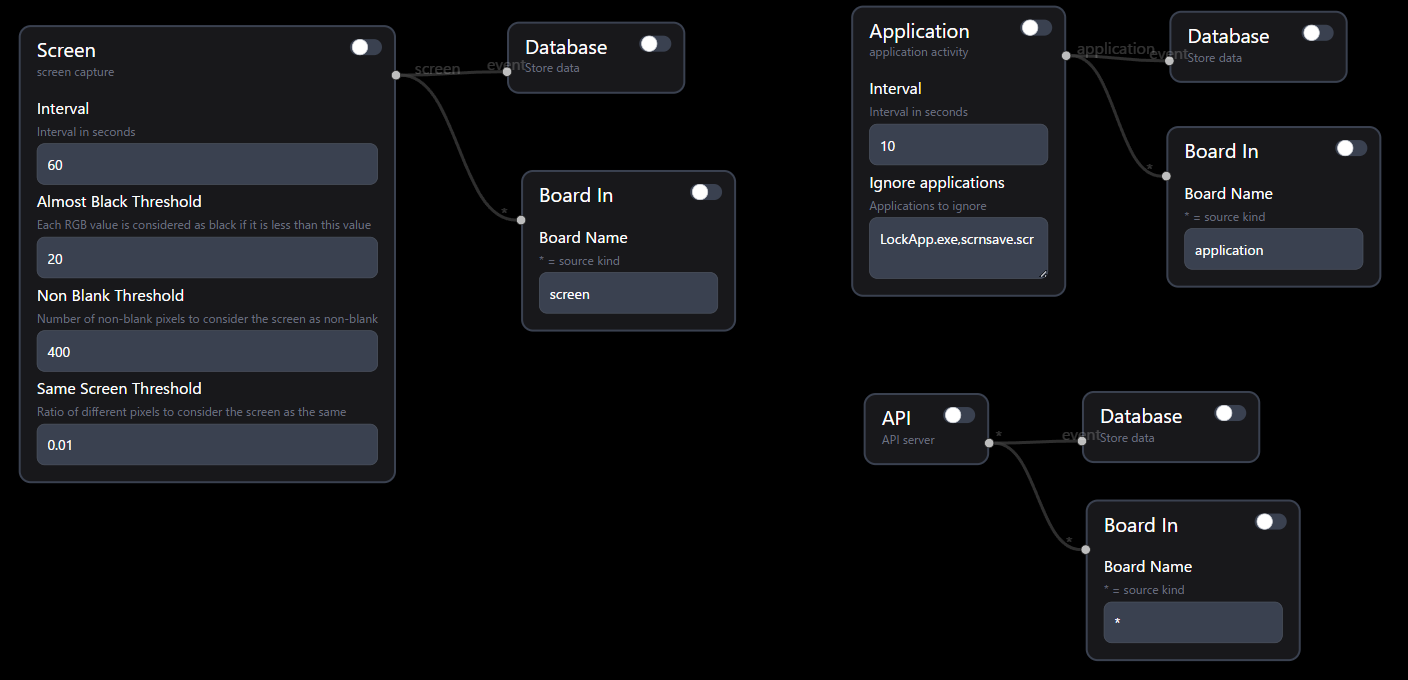 Screen
screen capture
Interval
Interval in seconds
60
Almost Black Threshold
Each RGB value is considered as black if it is less than this value
20
Non Blank Threshold
Number of non-blank pixels to consider the screen as non-blank
400
Same Screen Threshold
Ratio of different pixels to consider the screen as the same
0.01
screen
event
Database
Store data
*
Board In
Board Name
* = source kind
screen
Application
application activity
Interval
Interval in seconds
10
Ignore applications
Applications to ignore
LockApp.exe,scrnsave.scr
application
event
Database
Store data
*
Board In
Board Name
* = source kind
application
API
API server
*
event
Database
Store data
*
Board In
Board Name
* = source kind
*